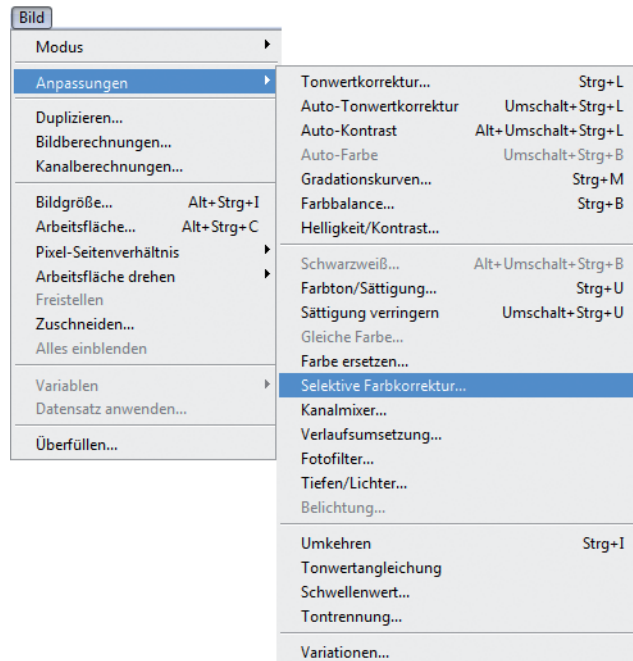 Bild
Modus
Anpassungen
Duplizieren...
Bildberechnungen...
Kanalberechnungen...
Bildgröße... Alt+Strg+I
Arbeitsfläche... Alt+Strg+C
Pixel-Seitenverhältnis
Arbeitsfläche drehen
Freistellen
Zuschneiden...
Alles einblenden
Variablen
Datensatz anwenden...
Überfüllen...
Tonwertkorrektur... Strg+L
Auto-Tonwertkorrektur Umschalt+Strg+L
Auto-Kontrast Alt+Umschalt+Strg+L
Auto-Farbe Umschalt+Strg+B
Gradationskurven... Strg+M
Farbbalance... Strg+B
Helligkeit/Kontrast...
Schwarzweiß... Alt+Umschalt+Strg+B
Farbton/Sättigung... Strg+U
Sättigung verringern Umschalt+Strg+U
Gleiche Farbe...
Farbe ersetzen...
Selektive Farbkorrektur...
Kanalmixer...
Verlaufsumsetzung...
Fotofilter...
Tiefen/Lichter...
Belichtung...
Umkehren Strg+I
Tonwertangleichung
Schwellenwert...
Tontrennung...
Variationen...